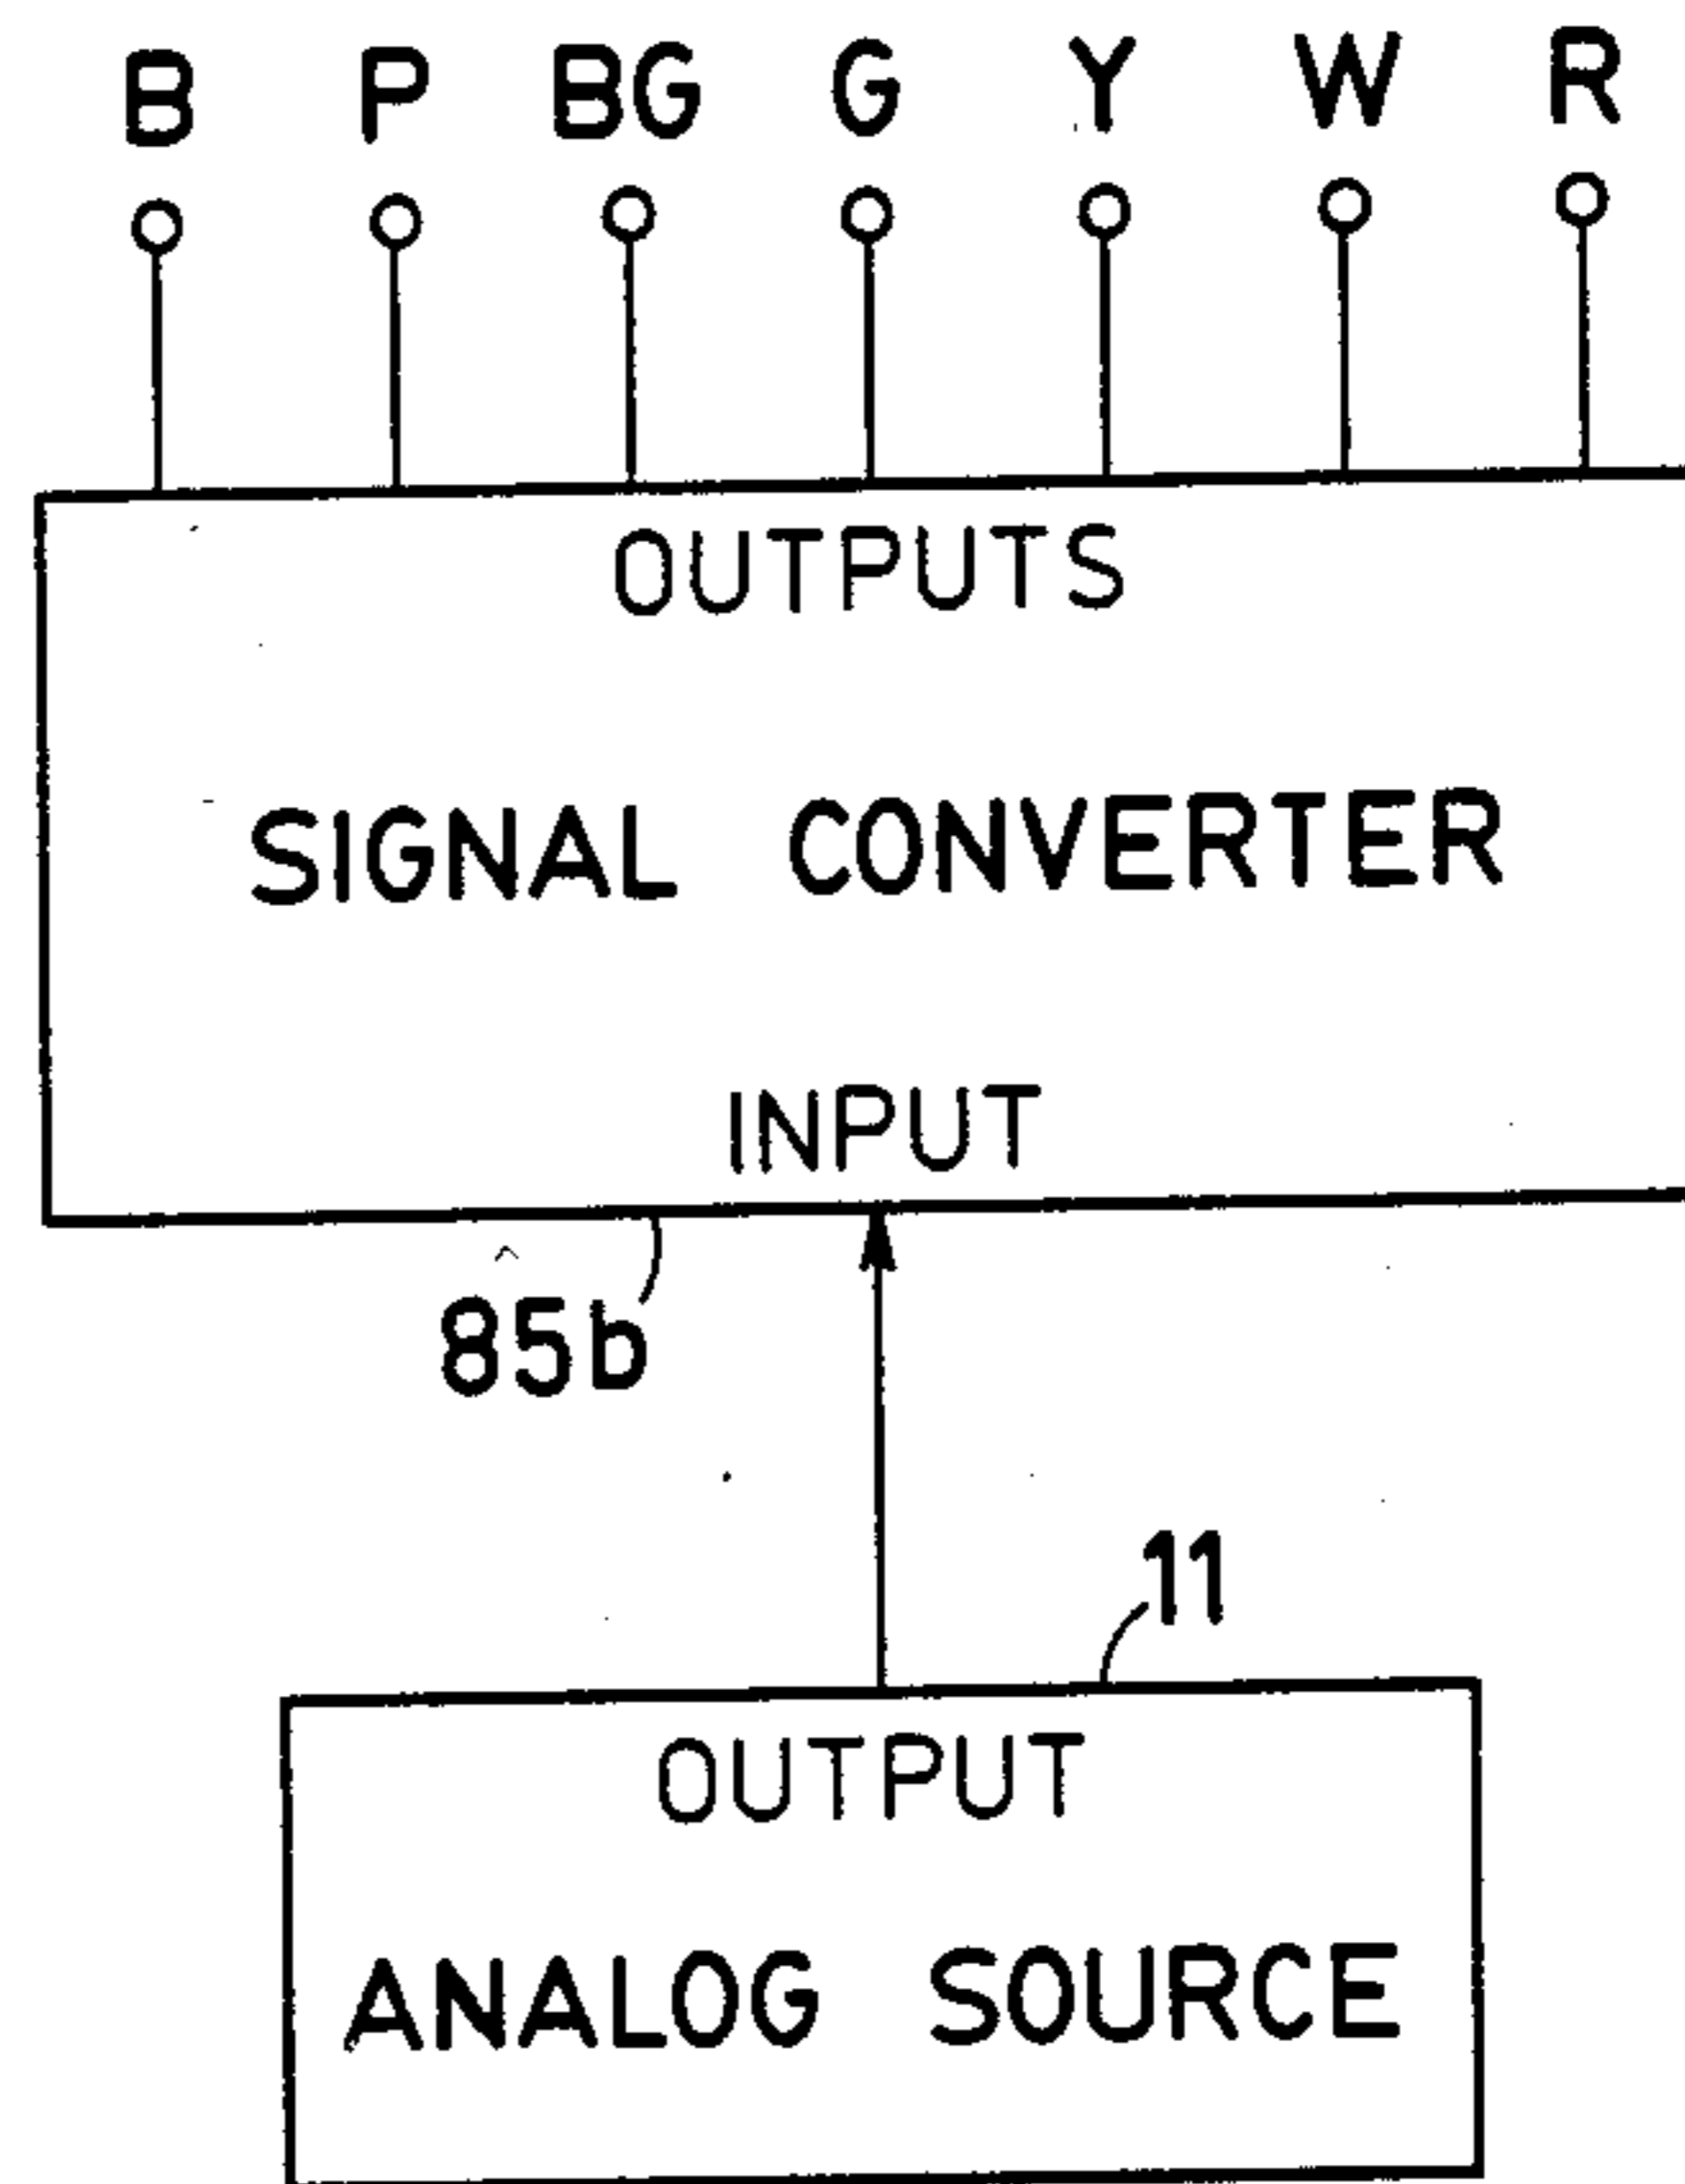 B P BG G Y W R
OUTPUTS
SIGNAL CONVERTER
INPUT
85b
11
OUTPUT
ANALOG SOURCE